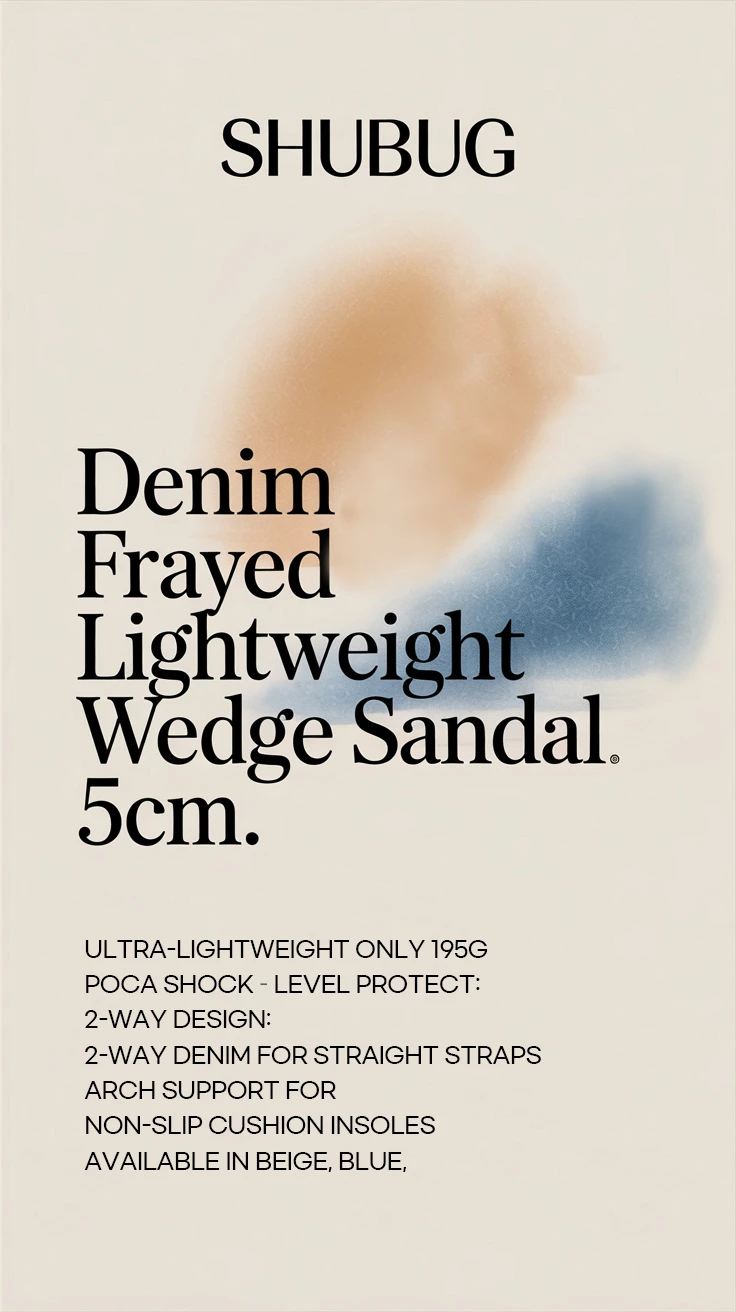 SHUBUG
Denim
Frayed
Lightweight
Wedge Sandal
5cm.
ULTRA-LIGHTWEIGHT ONLY 195G
POCA SHOCK - LEVEL PROTECT:
2-WAY DESIGN:
2-WAY DENIM FOR STRAIGHT STRAPS
ARCH SUPPORT FOR
NON-SLIP CUSHION INSOLES
AVAILABLE IN BEIGE, BLUE,